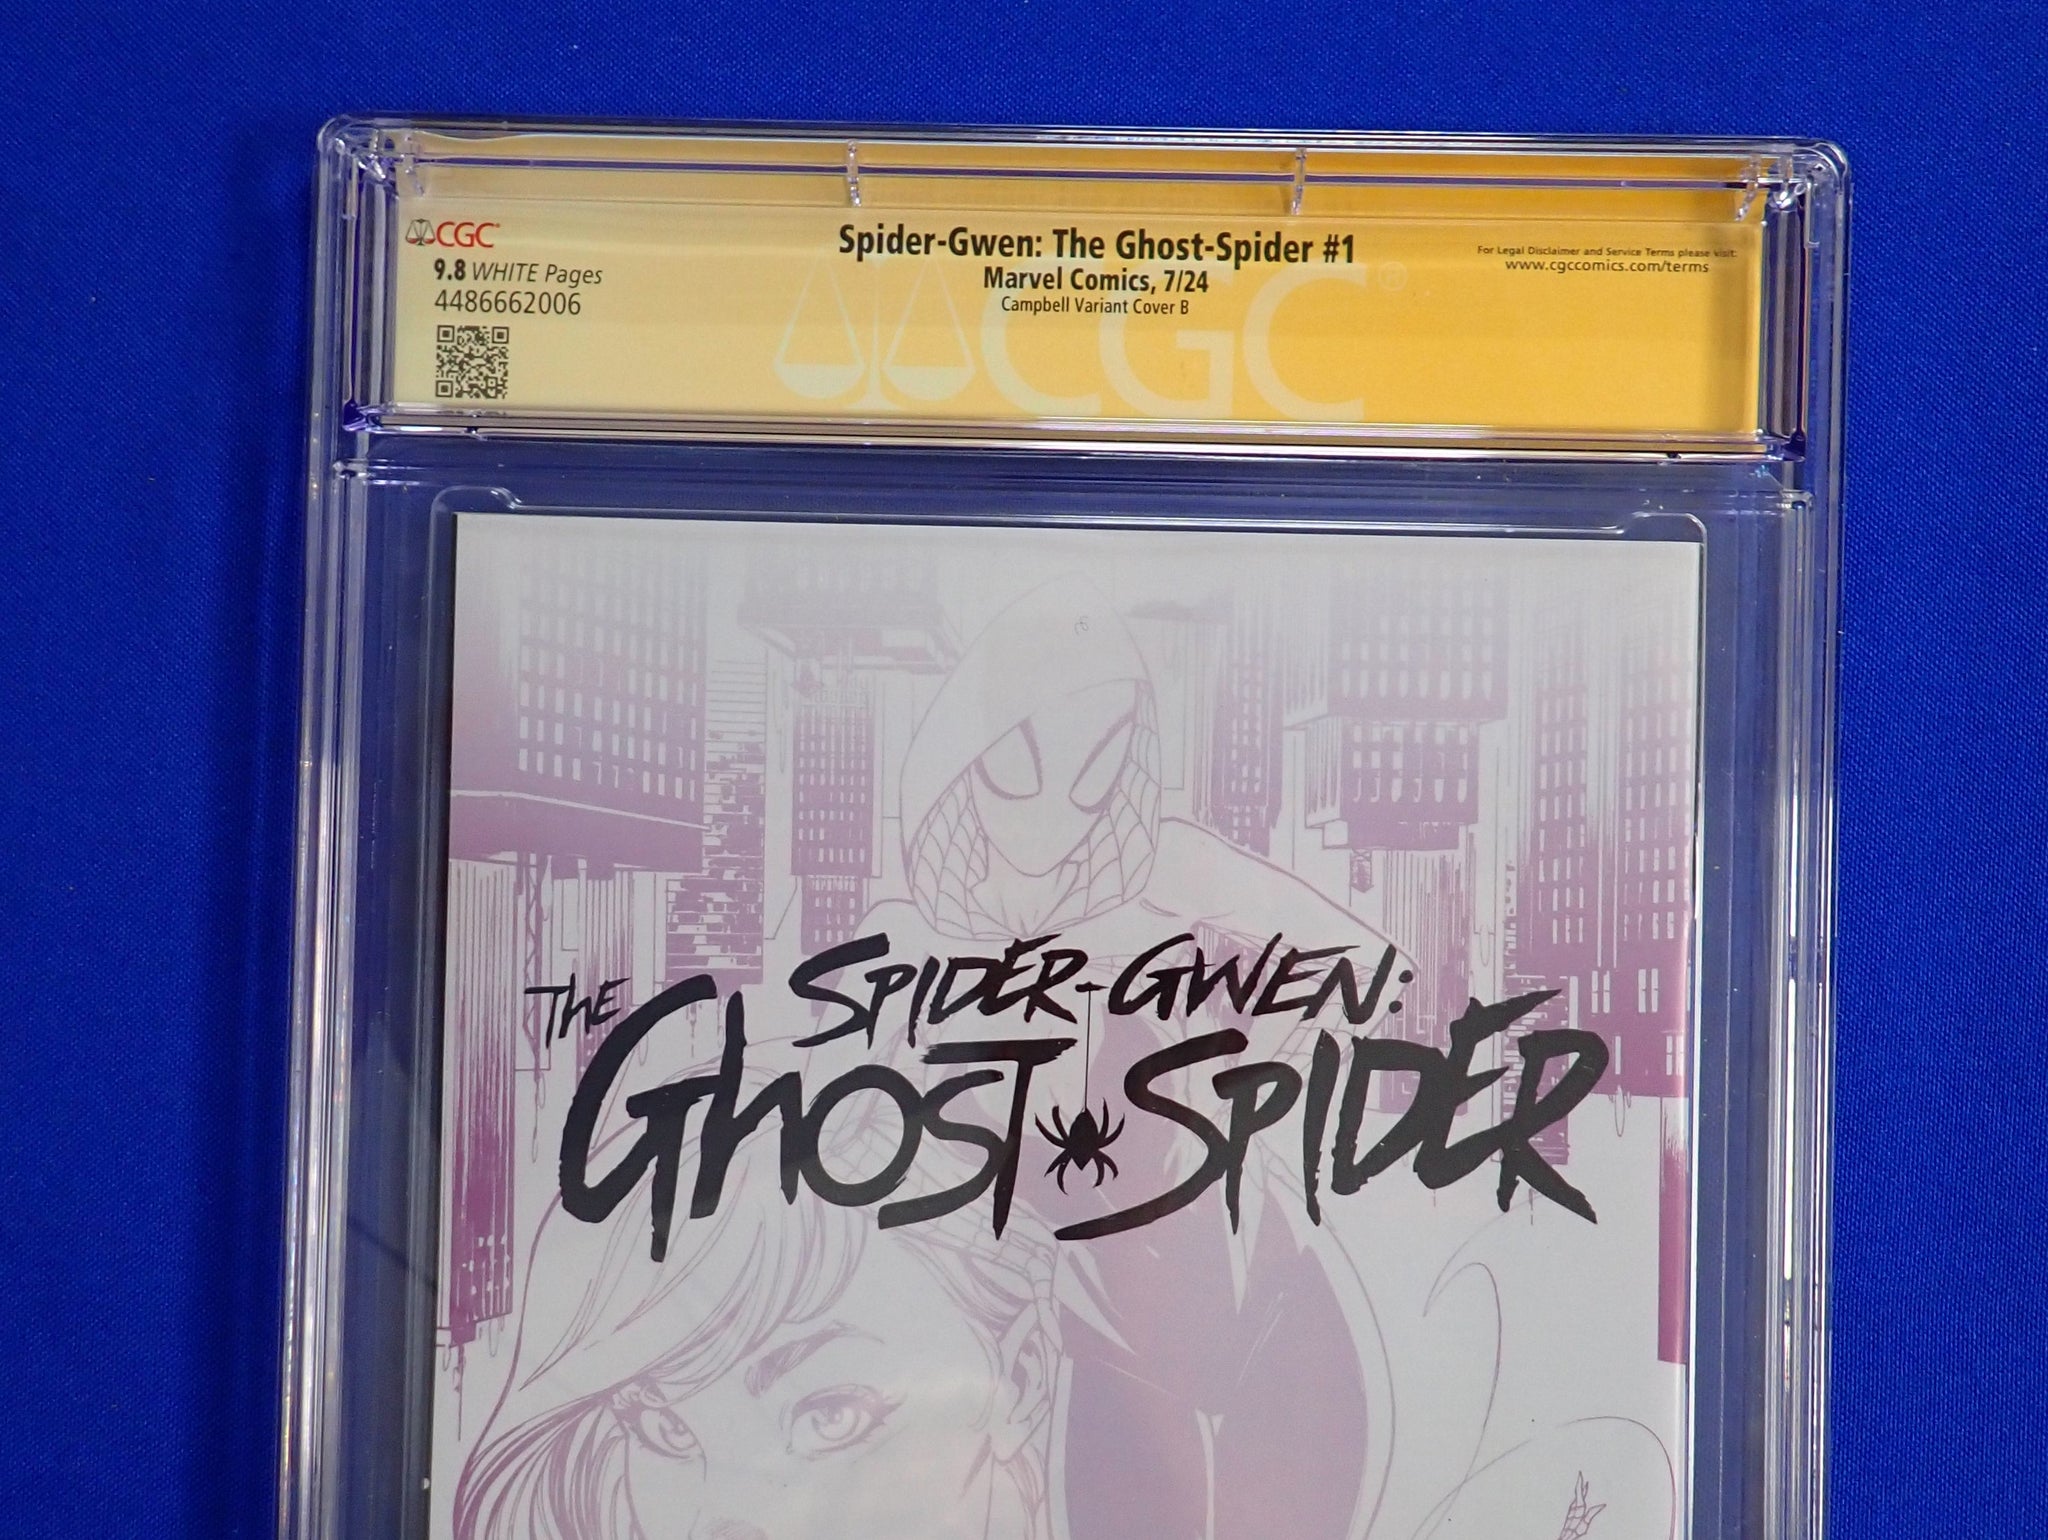 CGC
9.8 WHITE Pages
4486662006
Spider-Gwen: The Ghost-Spider #1
Marvel Comics, 7/24
Campbell Variant Cover B
For Legal Disclaimer and Service Terms please visit:
www.cgccomics.com/terms
CGC
SPIDER-GWEN:
THE GHOST SPIDER